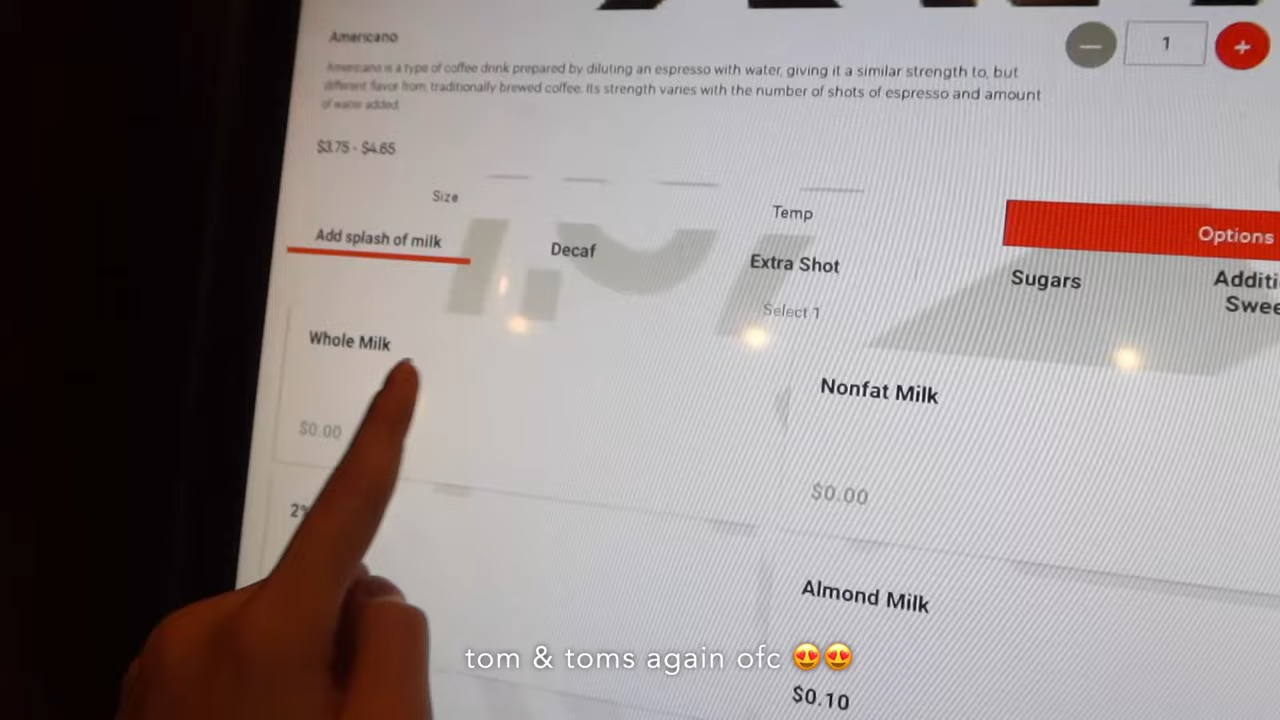 Americano
1
Americano is a type of coffee drink prepared by diluting an espresso with water, giving it a similar strength to, but
different flavor from, traditionally brewed coffee. Its strength varies with the number of shots of espresso and amount
of water added.
$3.75 - $4.65
Size
Temp
Options
Add splash of milk
Decaf
Extra Shot
Sugars
Additi
Swee
Select 1
Whole Milk
$0.00
Nonfat Milk
$0.00
2%
Almond Milk
$0.10
tom & toms again ofc 😍😍